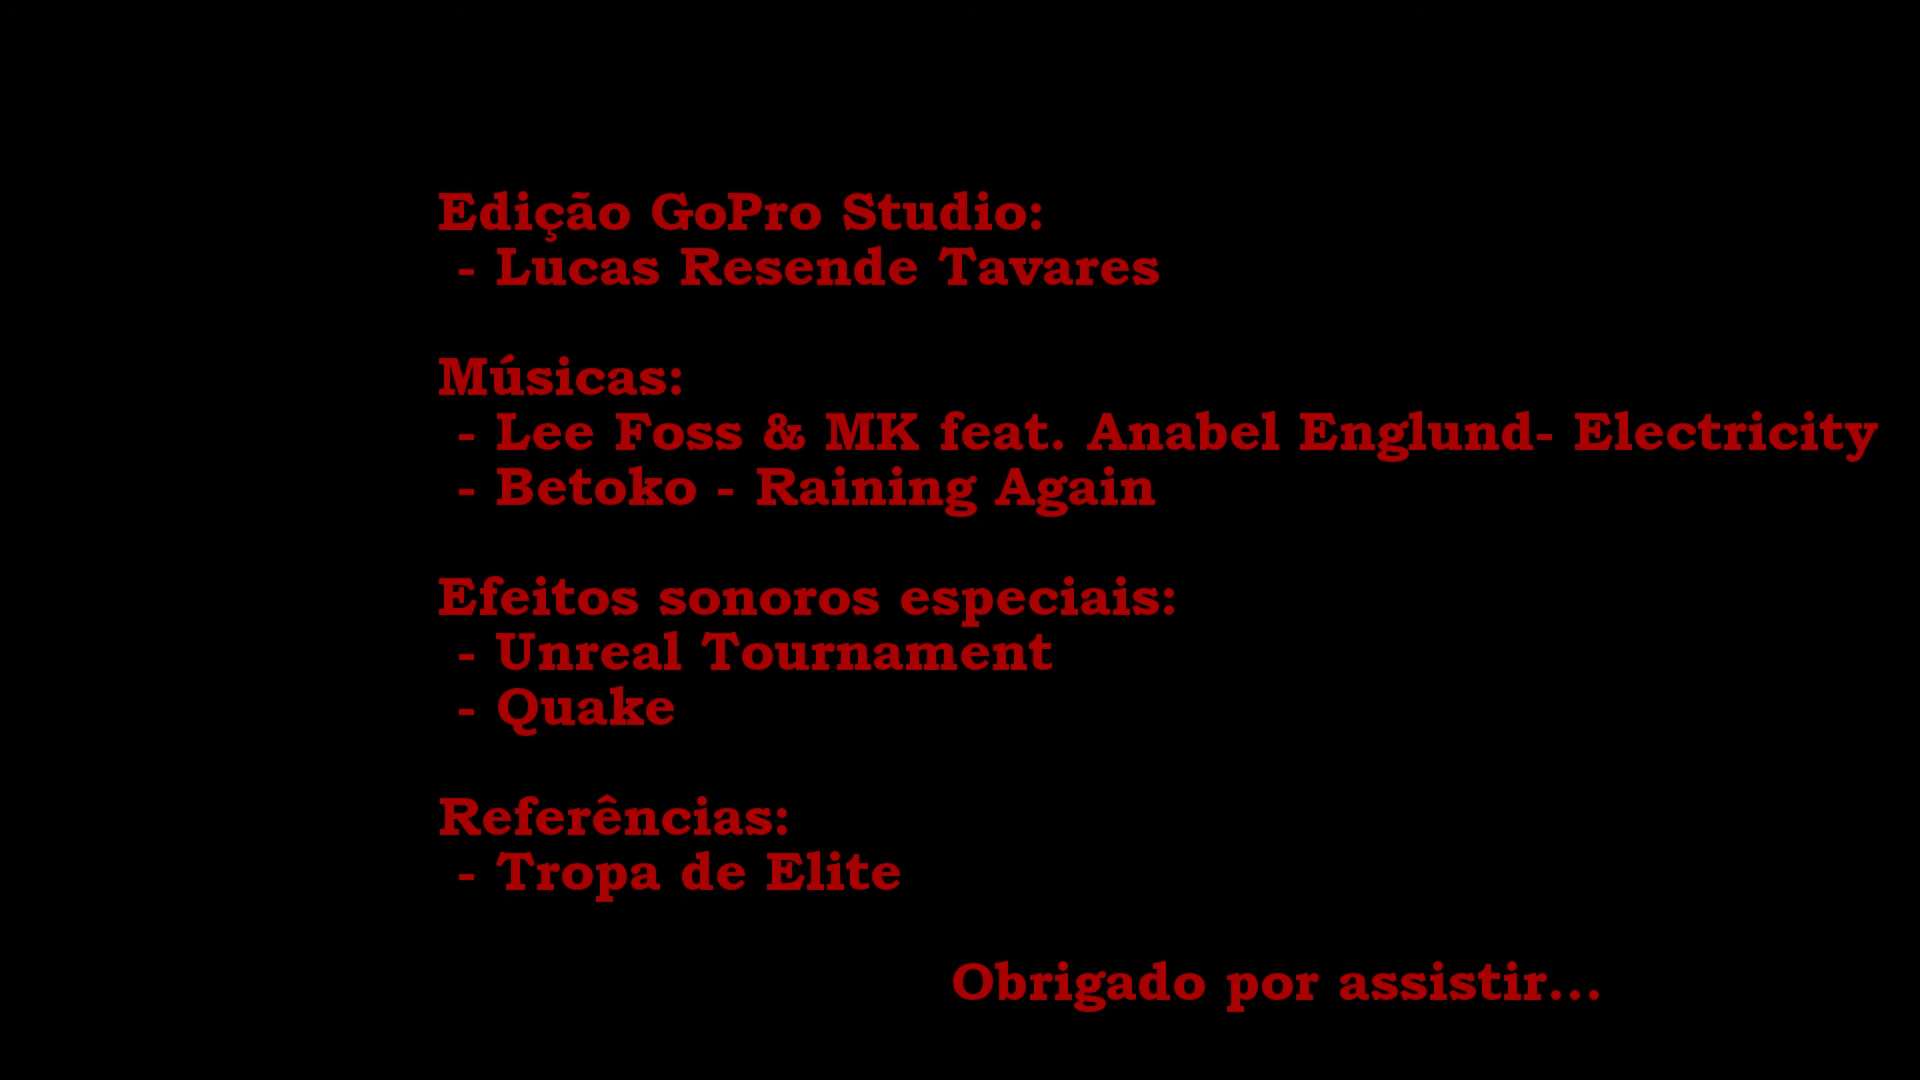 Edição GoPro Studio:
- Lucas Resende Tavares
Músicas:
- Lee Foss & MK feat. Anabel Englund- Electricity
- Betoko - Raining Again
Efeitos sonoros especiais:
- Unreal Tournament
- Quake
Referências:
- Tropa de Elite
Obrigado por assistir...